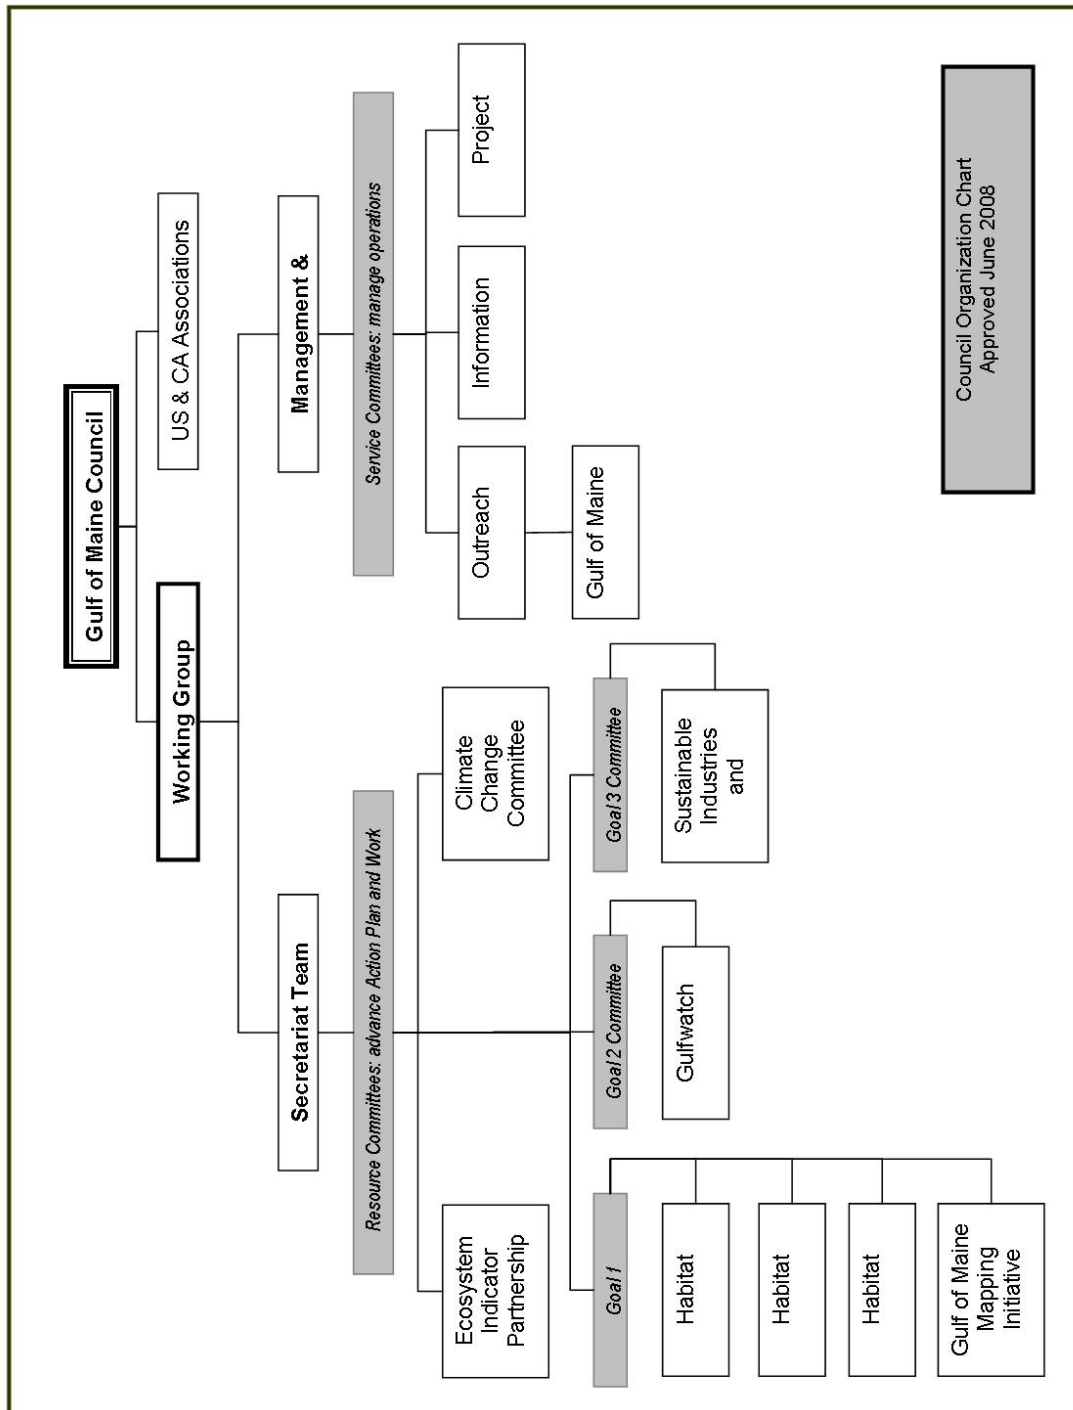 Gulf of Maine Council
Working Group
US & CA Associations
Secretariat Team
Management &
Resource Committees: advance Action Plan and Work
Service Committees: manage operations
Ecosystem
Indicator
Partnership
Climate
Change
Committee
Outreach
Information
Project
Gulf of Maine
Goal 1
Goal 2 Committee
Goal 3 Committee
Habitat
Habitat
Habitat
Gulf of Maine
Mapping
Initiative
Gulfwatch
Sustainable
Industries
and
Council Organization Chart
Approved June 2008